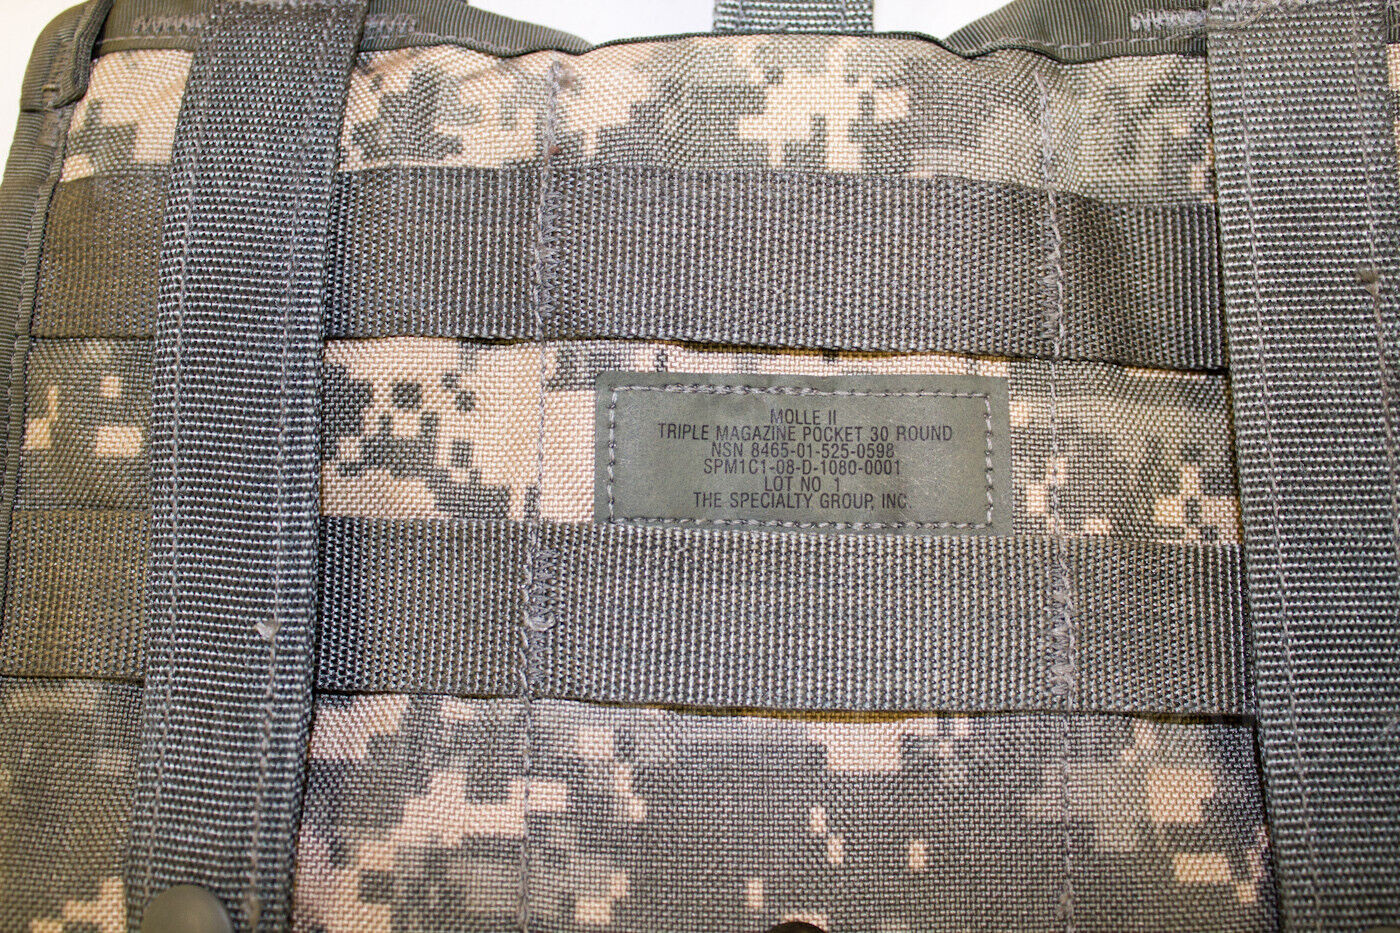 MOLLE II
TRIPLE MAGAZINE POCKET 30 ROUND
NSN 8465-01-525-0598
SPM1C1-08-D-1080-0001
LOT NO 1
THE SPECIALTY GROUP, INC.